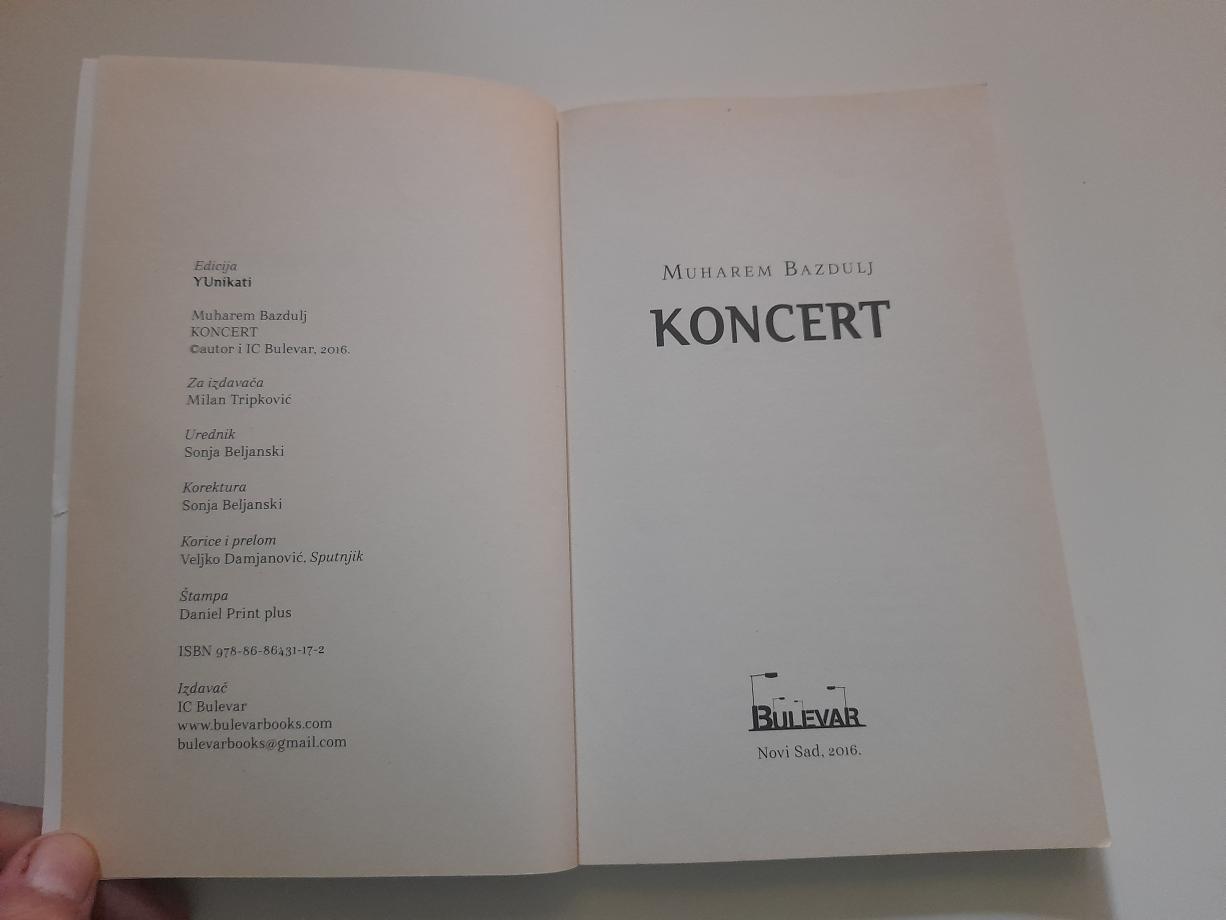 Edicija
YUnikati
Muharem Bazdulj
KONCERT
©autor i IC Bulevar, 2016.
Za izdavača
Milan Tripković
Urednik
Sonja Beljanski
Korektura
Sonja Beljanski
Korice i prelom
Veljko Damjanović, Sputnjik
Štampa
Daniel Print plus
ISBN 978-86-86431-17-2
Izdavač
IC Bulevar
www.bulevarbooks.com
bulevarbooks@gmail.com
MUHAREM BAZDULJ
KONCERT
BULEVAR
Novi Sad, 2016.